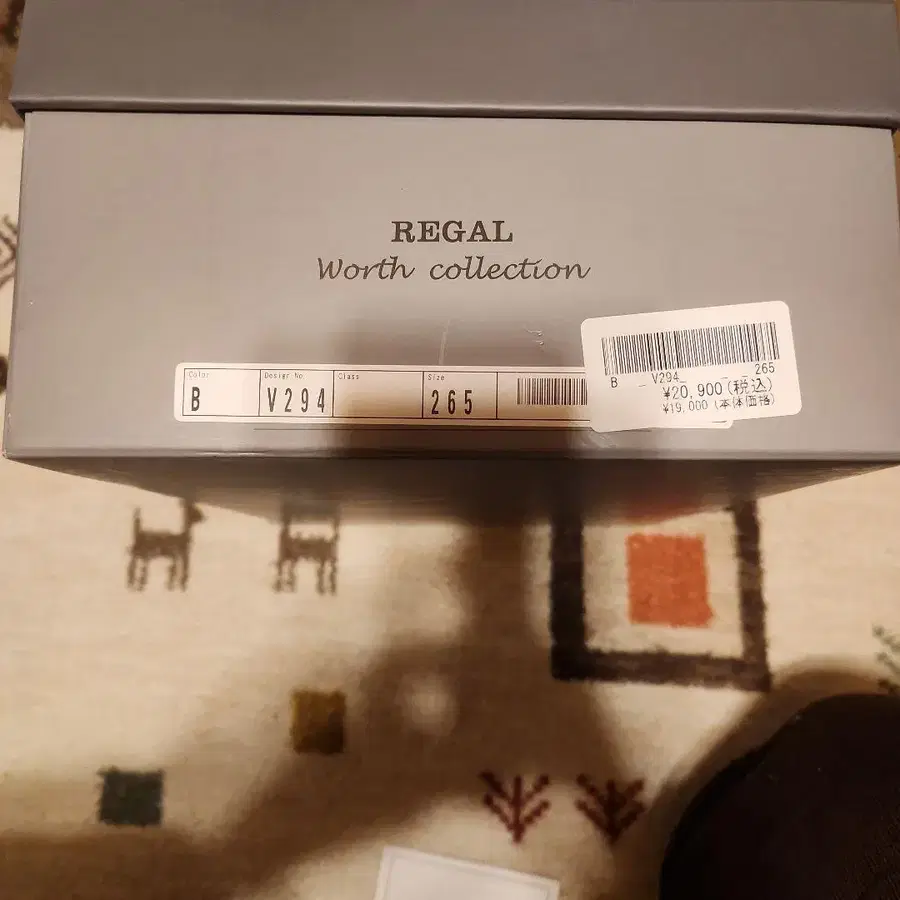 REGAL
Worth collection
Color Design No. Class Size
B V294 265
B _ V294_ _ _ 265
¥20,900(税込)
¥19,000(本体価格)